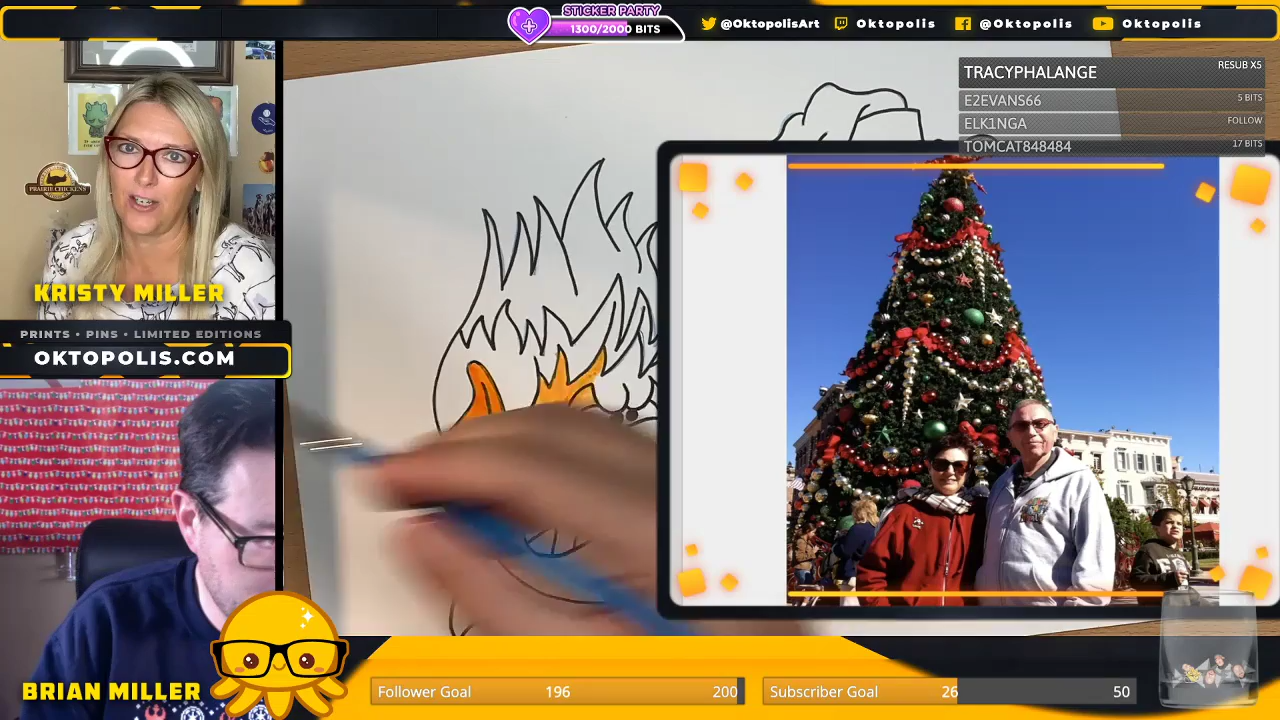 STICKER PARTY
1300/2000 BITS
@OktopolisArt
Oktopolis
@Oktopolis
Oktopolis
TRACYPHALANGE
RESUB X5
E2EVANS66
5 BITS
ELK1NGA
FOLLOW
TOMCAT848484
17 BITS
PRAIRIE CHICKENS
KRISTY MILLER
PRINTS • PINS • LIMITED EDITIONS
OKTOPOLIS.COM
BRIAN MILLER
Follower Goal 196 200
Subscriber Goal 26 50